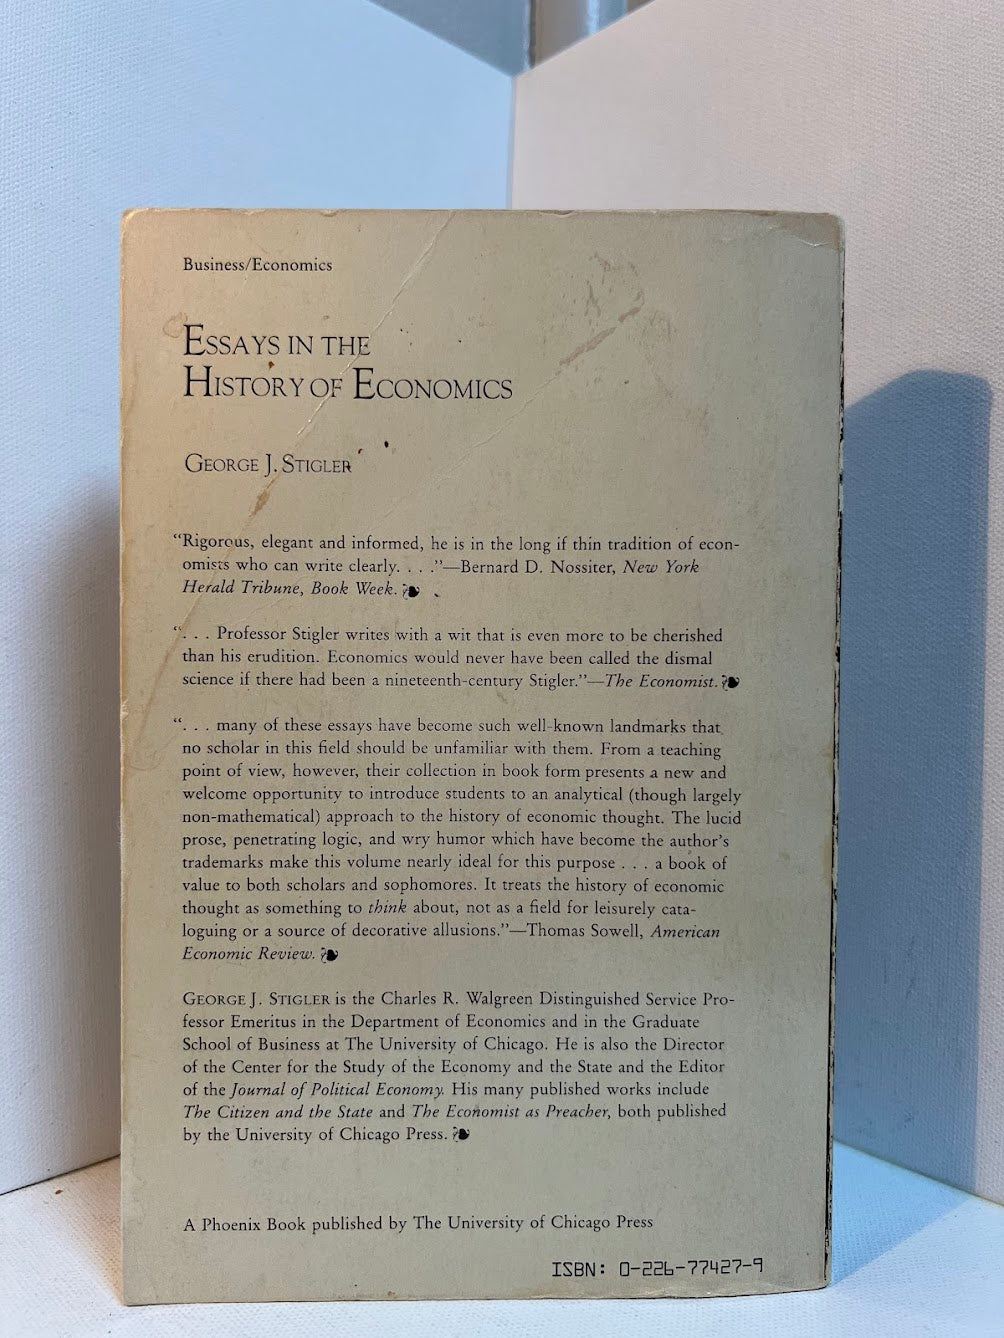 Business/Economics
ESSAYS IN THE
HISTORY OF ECONOMICS
GEORGE J. STIGLER
“Rigorous, elegant and informed, he is in the long if thin tradition of econ-
omists who can write clearly. . . .”—Bernard D. Nossiter, New York
Herald Tribune, Book Week.
“. . . Professor Stigler writes with a wit that is even more to be cherished
than his erudition. Economics would never have been called the dismal
science if there had been a nineteenth-century Stigler.”—The Economist.
“. . . many of these essays have become such well-known landmarks that
no scholar in this field should be unfamiliar with them. From a teaching
point of view, however, their collection in book form presents a new and
welcome opportunity to introduce students to an analytical (though largely
non-mathematical) approach to the history of economic thought. The lucid
prose, penetrating logic, and wry humor which have become the author’s
trademarks make this volume nearly ideal for this purpose . . . a book of
value to both scholars and sophomores. It treats the history of economic
thought as something to think about, not as a field for leisurely cata-
loguing or a source of decorative allusions.”—Thomas Sowell, American
Economic Review.
GEORGE J. STIGLER is the Charles R. Walgreen Distinguished Service Pro-
fessor Emeritus in the Department of Economics and in the Graduate
School of Business at The University of Chicago. He is also the Director
of the Center for the Study of the Economy and the State and the Editor
of the Journal of Political Economy. His many published works include
The Citizen and the State and The Economist as Preacher, both published
by the University of Chicago Press.
A Phoenix Book published by The University of Chicago Press
ISBN: 0-226-77427-9